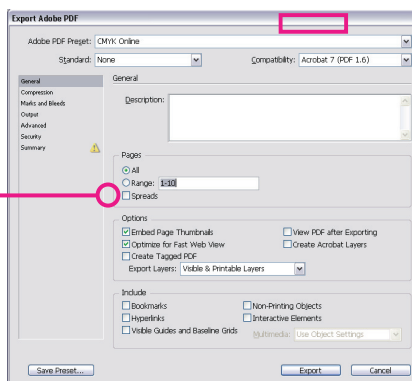 Export Adobe PDF
Adobe PDF Preset: CMYK Online
Standard: None Compatibility: Acrobat 7 (PDF 1.6)
General
Compression
Marks and Bleeds
Output
Advanced
Security
Summary
General
Description:
Pages
All
Range: 1-10
Spreads
Options
Embed Page Thumbnails View PDF after Exporting
Optimize for Fast Web View Create Acrobat Layers
Create Tagged PDF
Export Layers: Visible & Printable Layers
Include
Bookmarks Non-Printing Objects
Hyperlinks Interactive Elements
Visible Guides and Baseline Grids Multimedia: Use Object Settings
Save Preset... Export Cancel